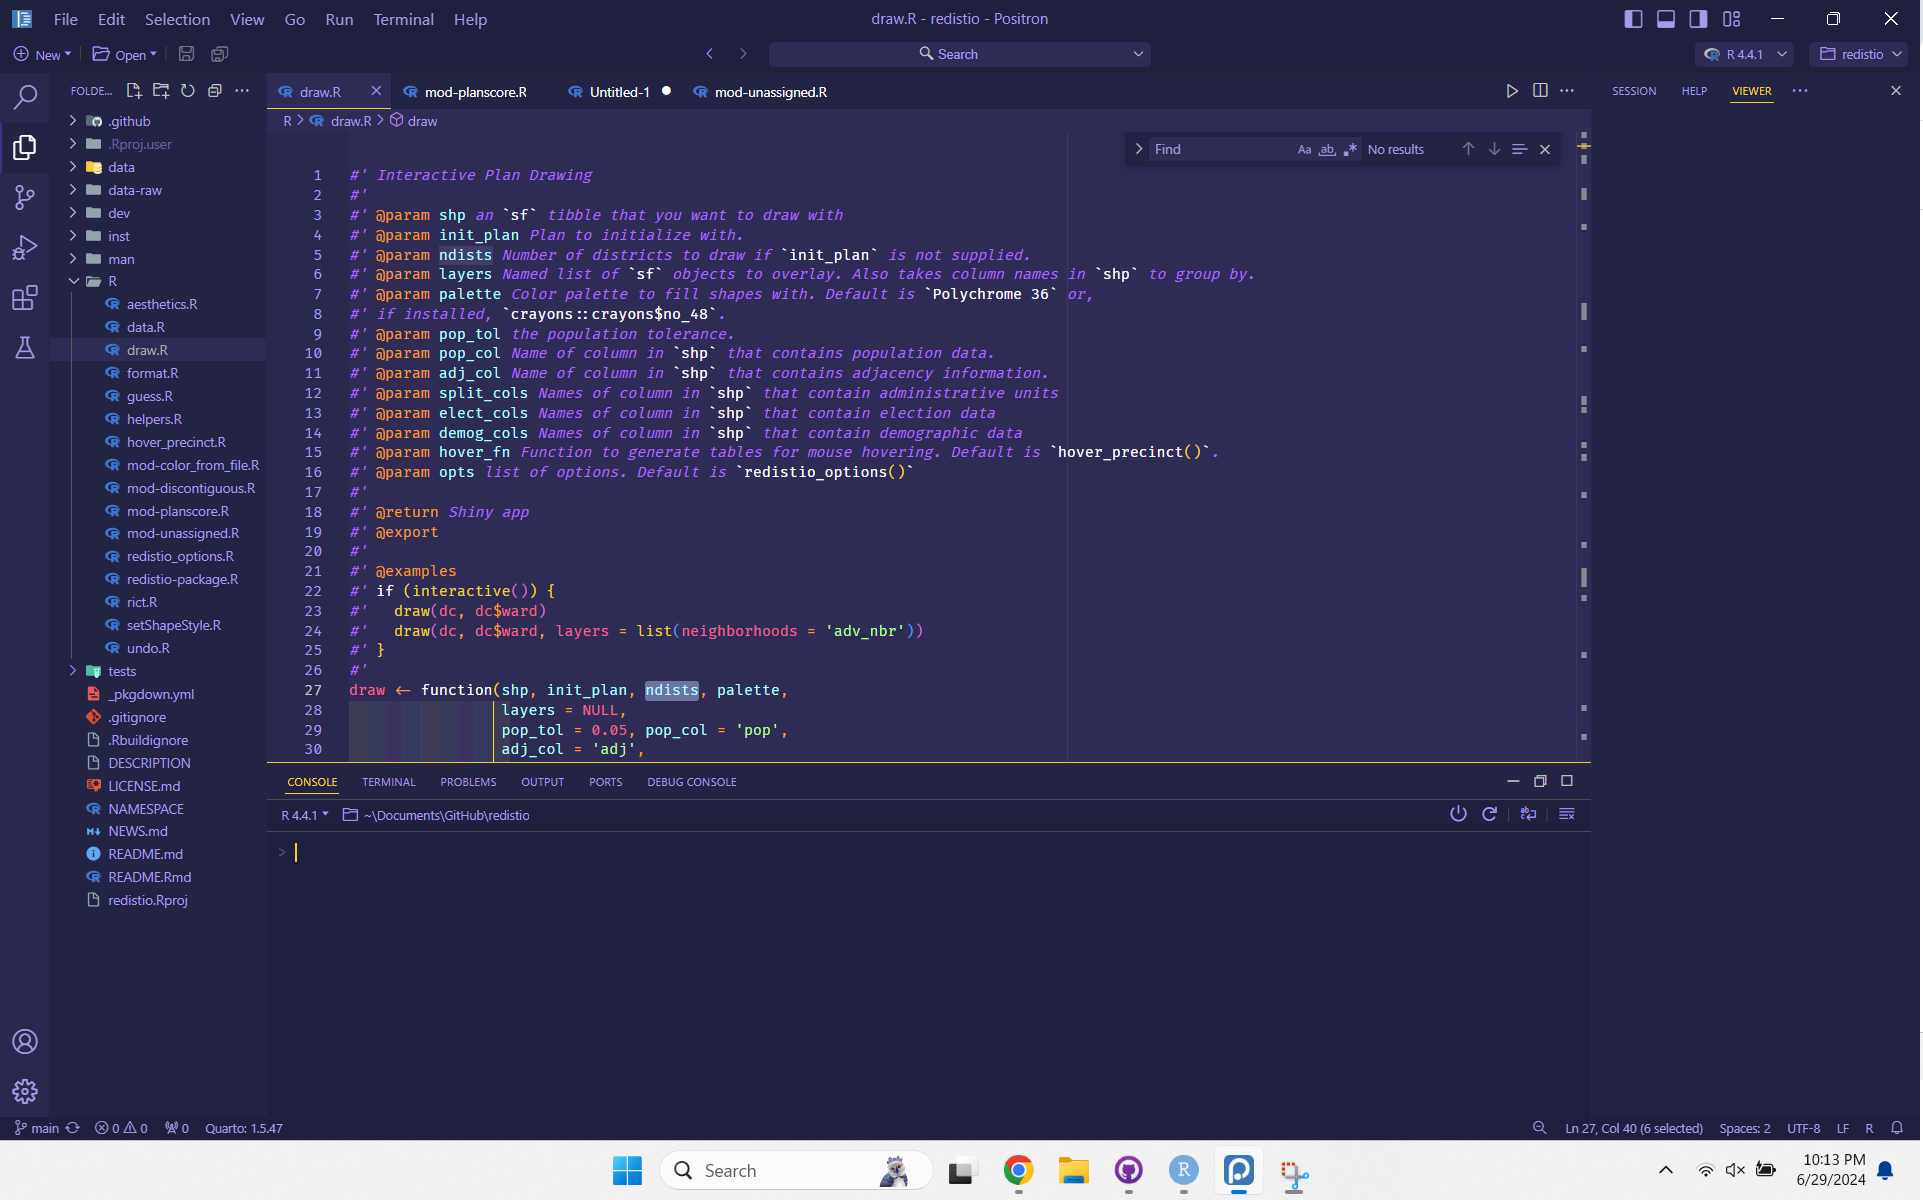 File Edit Selection View Go Run Terminal Help
draw.R - redistio - Positron
New Open
Search
R 4.4.1 redistio
FOLDE...
draw.R mod-planscore.R Untitled-1 mod-unassigned.R
SESSION HELP VIEWER
R > draw.R > draw
Find Aa ab No results
.github
.Rproj.user
data
data-raw
dev
inst
man
R
aesthetics.R
data.R
draw.R
format.R
guess.R
helpers.R
hover_precinct.R
mod-color_from_file.R
mod-discontiguous.R
mod-planscore.R
mod-unassigned.R
redistio_options.R
redistio-package.R
rict.R
setShapeStyle.R
undo.R
tests
_pkgdown.yml
.gitignore
.Rbuildignore
DESCRIPTION
LICENSE.md
NAMESPACE
NEWS.md
README.md
README.Rmd
redistio.Rproj
1 #' Interactive Plan Drawing
2 #'
3 #' @param shp an `sf` tibble that you want to draw with
4 #' @param init_plan Plan to initialize with.
5 #' @param ndists Number of districts to draw if `init_plan` is not supplied.
6 #' @param layers Named list of `sf` objects to overlay. Also takes column names in `shp` to group by.
7 #' @param palette Color palette to fill shapes with. Default is `Polychrome 36` or,
8 #' if installed, `crayons::crayons$no_48`.
9 #' @param pop_tol the population tolerance.
10 #' @param pop_col Name of column in `shp` that contains population data.
11 #' @param adj_col Name of column in `shp` that contains adjacency information.
12 #' @param split_cols Names of column in `shp` that contain administrative units
13 #' @param elect_cols Names of column in `shp` that contain election data
14 #' @param demog_cols Names of column in `shp` that contain demographic data
15 #' @param hover_fn Function to generate tables for mouse hovering. Default is `hover_precinct()`.
16 #' @param opts list of options. Default is `redistio_options()`
17 #'
18 #' @return Shiny app
19 #' @export
20 #'
21 #' @examples
22 #' if (interactive()) {
23 #'   draw(dc, dc$ward)
24 #'   draw(dc, dc$ward, layers = list(neighborhoods = 'adv_nbr'))
25 #' }
26 #'
27 draw <- function(shp, init_plan, ndists, palette,
28 layers = NULL,
29 pop_tol = 0.05, pop_col = 'pop',
30 adj_col = 'adj',
CONSOLE TERMINAL PROBLEMS OUTPUT PORTS DEBUG CONSOLE
R 4.4.1 ~\Documents\GitHub\redistio
>
main 0 0 0 Quarto: 1.5.47
Ln 27, Col 40 (6 selected) Spaces: 2 UTF-8 LF R
Search
10:13 PM
6/29/2024